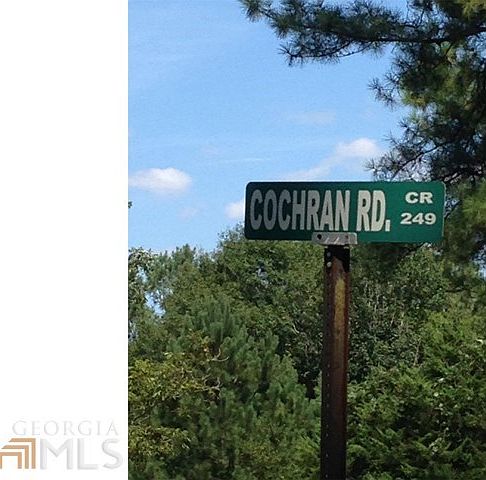 COCHRAN RD.
CR
249
GEORGIA
MLS